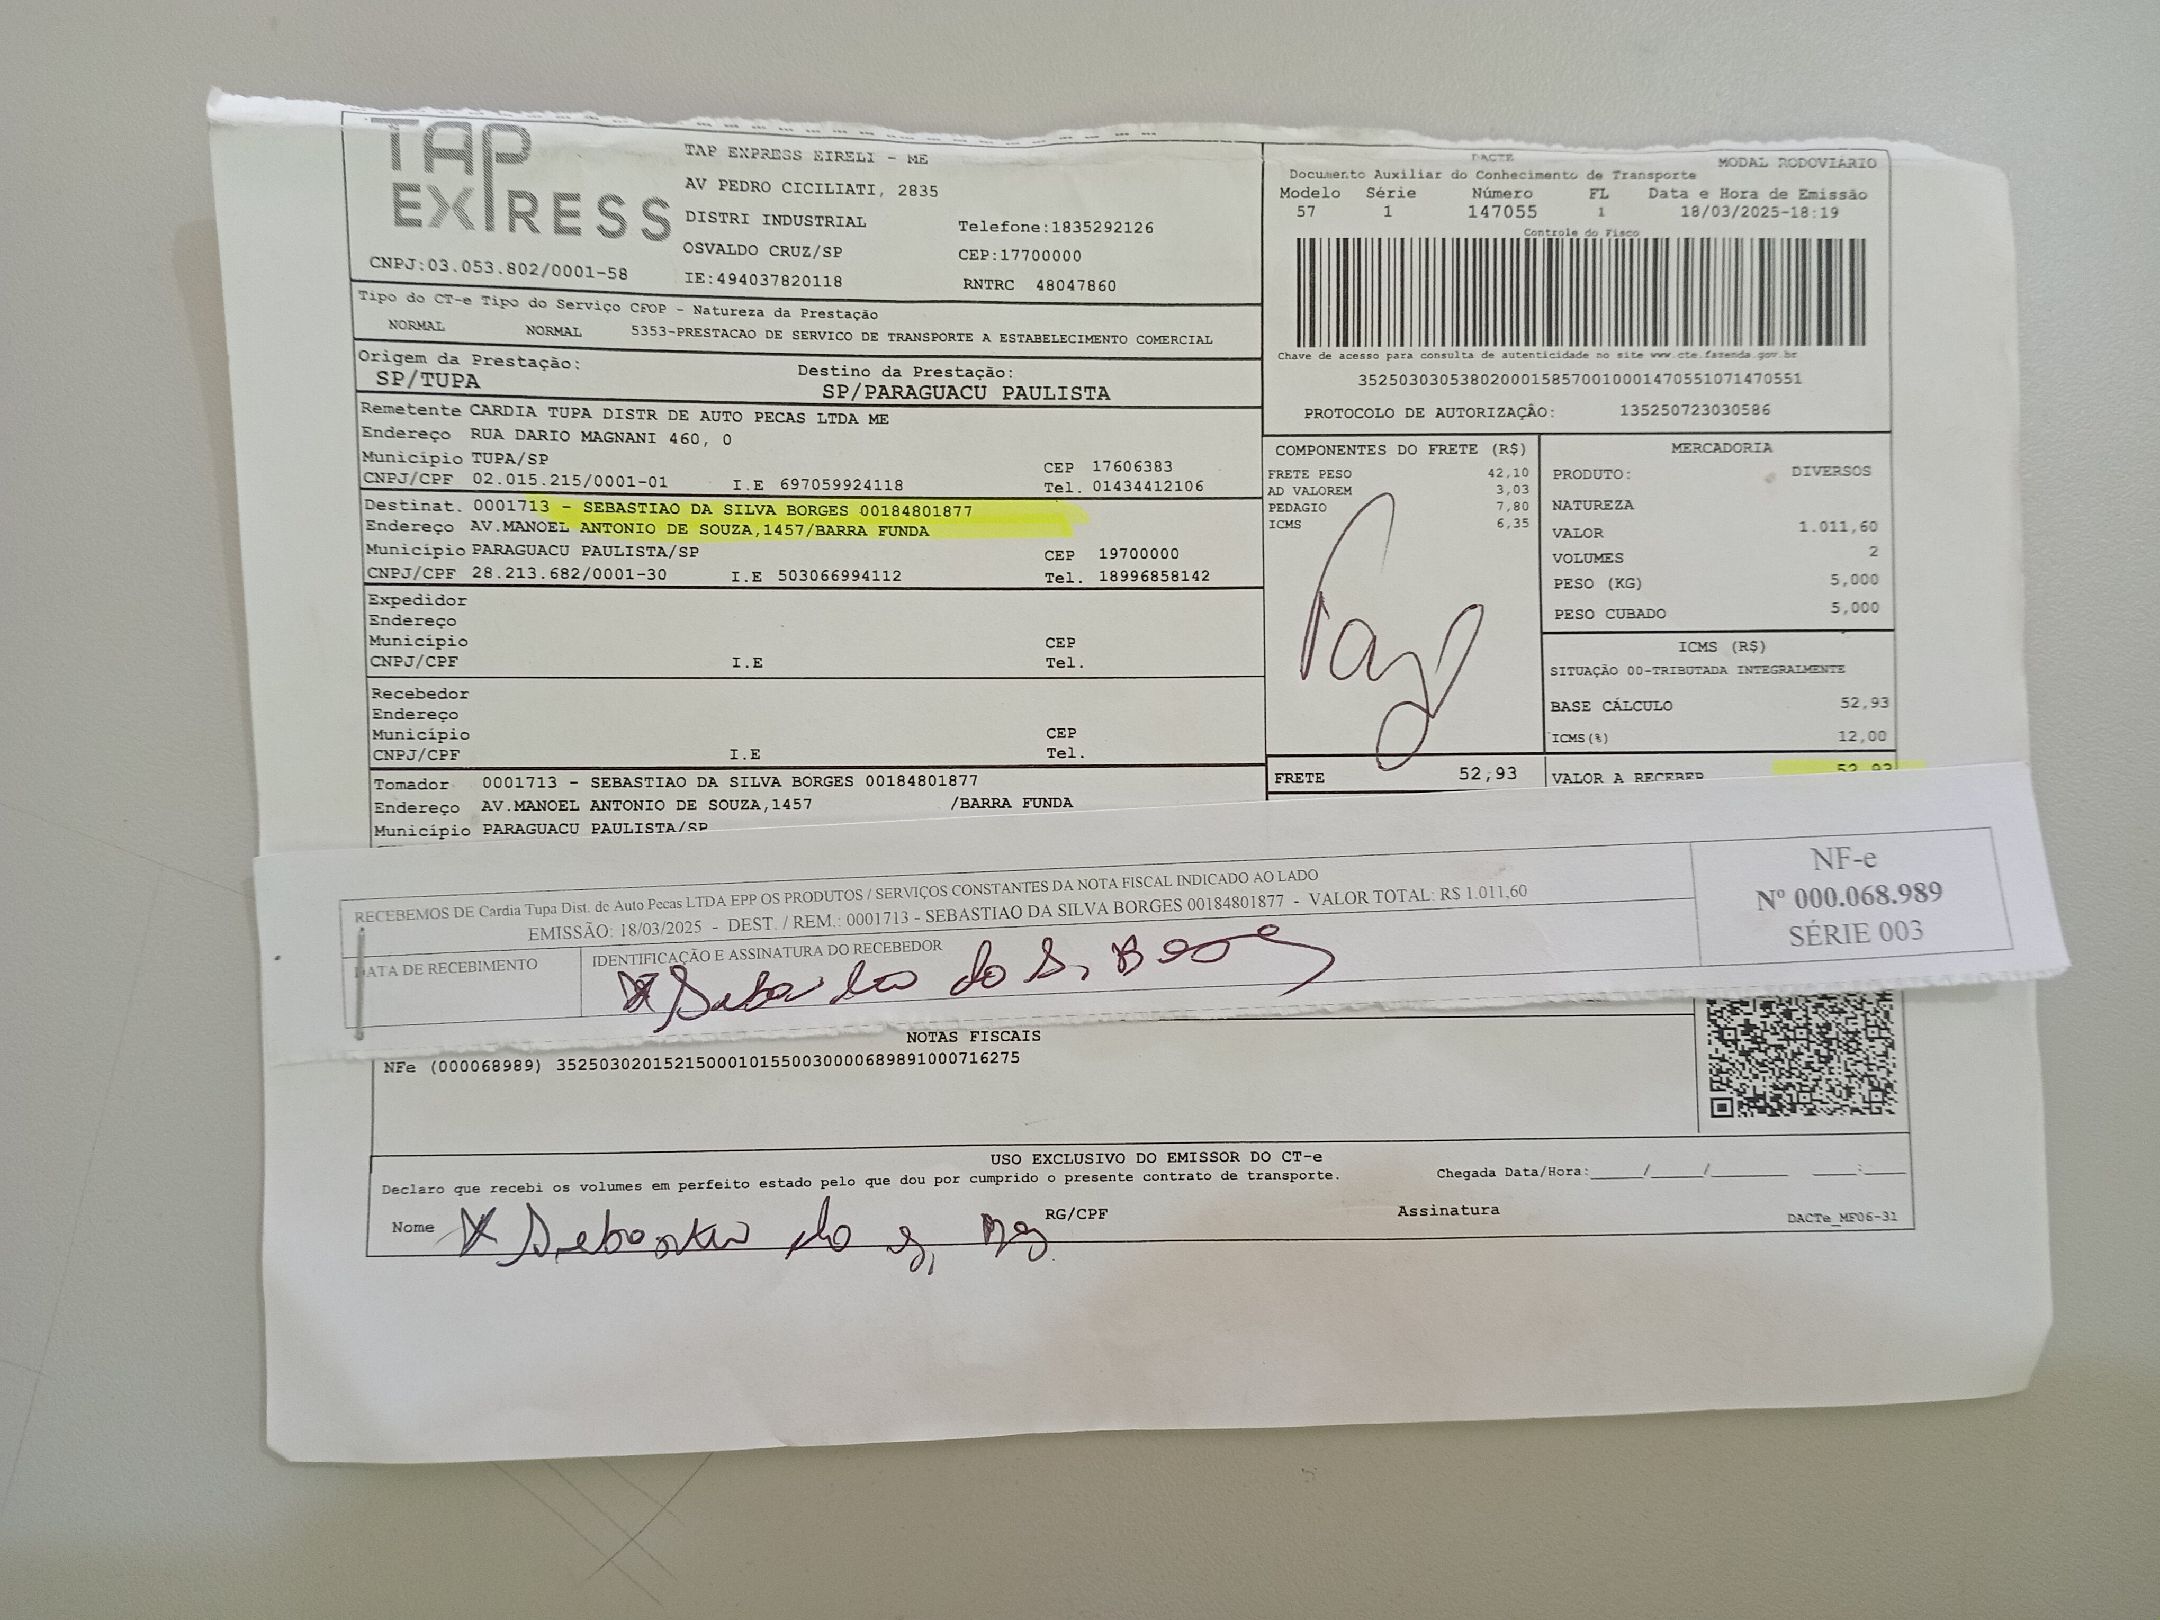 TAP
EXPRESS
CNPJ:03.053.802/0001-58
TAP EXPRESS EIRELI - ME
AV PEDRO CICILIATI, 2835
DISTRI INDUSTRIAL
Telefone:1835292126
OSVALDO CRUZ/SP
CEP:17700000
IE:494037820118
RNTRC 48047860
DACTE
MODAL RODOVIÁRIO
Documento Auxiliar do Conhecimento de Transporte
Modelo Série Número FL Data e Hora de Emissão
57 1 147055 1 18/03/2025-18:19
Controle do Fisco
Chave de acesso para consulta de autenticidade no site www.cte.fazenda.gov.br
35250303053802000158570010001470551071470551
PROTOCOLO DE AUTORIZAÇÃO: 135250723030586
Tipo do CT-e Tipo do Serviço CFOP - Natureza da Prestação
NORMAL NORMAL 5353-PRESTACAO DE SERVICO DE TRANSPORTE A ESTABELECIMENTO COMERCIAL
Origem da Prestação:
SP/TUPA
Destino da Prestação:
SP/PARAGUACU PAULISTA
Remetente CARDIA TUPA DISTR DE AUTO PECAS LTDA ME
Endereço RUA DARIO MAGNANI 460, 0
Município TUPA/SP CEP 17606383
CNPJ/CPF 02.015.215/0001-01 I.E 697059924118 Tel. 01434412106
Destinat. 0001713 - SEBASTIAO DA SILVA BORGES 00184801877
Endereço AV.MANOEL ANTONIO DE SOUZA,1457/BARRA FUNDA
Município PARAGUACU PAULISTA/SP CEP 19700000
CNPJ/CPF 28.213.682/0001-30 I.E 503066994112 Tel. 18996858142
Expedidor
Endereço
Município CEP
CNPJ/CPF I.E Tel.
Recebedor
Endereço
Município CEP
CNPJ/CPF I.E Tel.
Tomador 0001713 - SEBASTIAO DA SILVA BORGES 00184801877
Endereço AV.MANOEL ANTONIO DE SOUZA,1457 /BARRA FUNDA
Município PARAGUACU PAULISTA/SP
COMPONENTES DO FRETE (R$)
FRETE PESO 42,10
AD VALOREM 3,03
PEDAGIO 7,80
ICMS 6,35
FRETE 52,93
MERCADORIA
PRODUTO: DIVERSOS
NATUREZA
VALOR 1.011,60
VOLUMES 2
PESO (KG) 5,000
PESO CUBADO 5,000
ICMS (R$)
SITUAÇÃO 00-TRIBUTADA INTEGRALMENTE
BASE CÁLCULO 52,93
ICMS(%) 12,00
VALOR A RECEBER 52,93
RECEBEMOS DE Cardia Tupa Dist. de Auto Pecas LTDA EPP OS PRODUTOS / SERVIÇOS CONSTANTES DA NOTA FISCAL INDICADO AO LADO
EMISSÃO: 18/03/2025 - DEST. / REM.: 0001713 - SEBASTIAO DA SILVA BORGES 00184801877 - VALOR TOTAL: R$ 1.011,60
DATA DE RECEBIMENTO
IDENTIFICAÇÃO E ASSINATURA DO RECEBEDOR
NF-e
Nº 000.068.989
SÉRIE 003
NOTAS FISCAIS
NFe (000068989) 35250302015215000101550030000689891000716275
USO EXCLUSIVO DO EMISSOR DO CT-e
Declaro que recebi os volumes em perfeito estado pelo que dou por cumprido o presente contrato de transporte.
Chegada Data/Hora:_____/_____/_______ ____:____
Nome
RG/CPF
Assinatura
DACTe_MF06-31